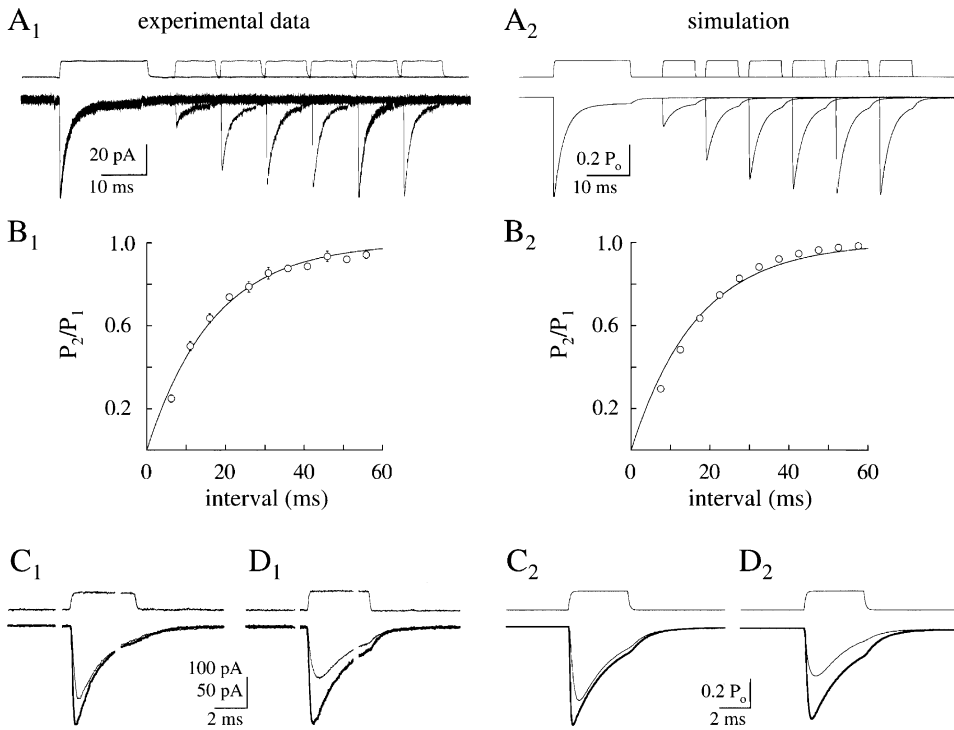 A1 experimental data
A2 simulation
20 pA
10 ms
0.2 Po
10 ms
B1
1.0
0.6
0.2
P2/P1
0 20 40 60
interval (ms)
B2
1.0
0.6
0.2
P2/P1
0 20 40 60
interval (ms)
C1
D1
100 pA
50 pA
2 ms
C2
D2
0.2 Po
2 ms